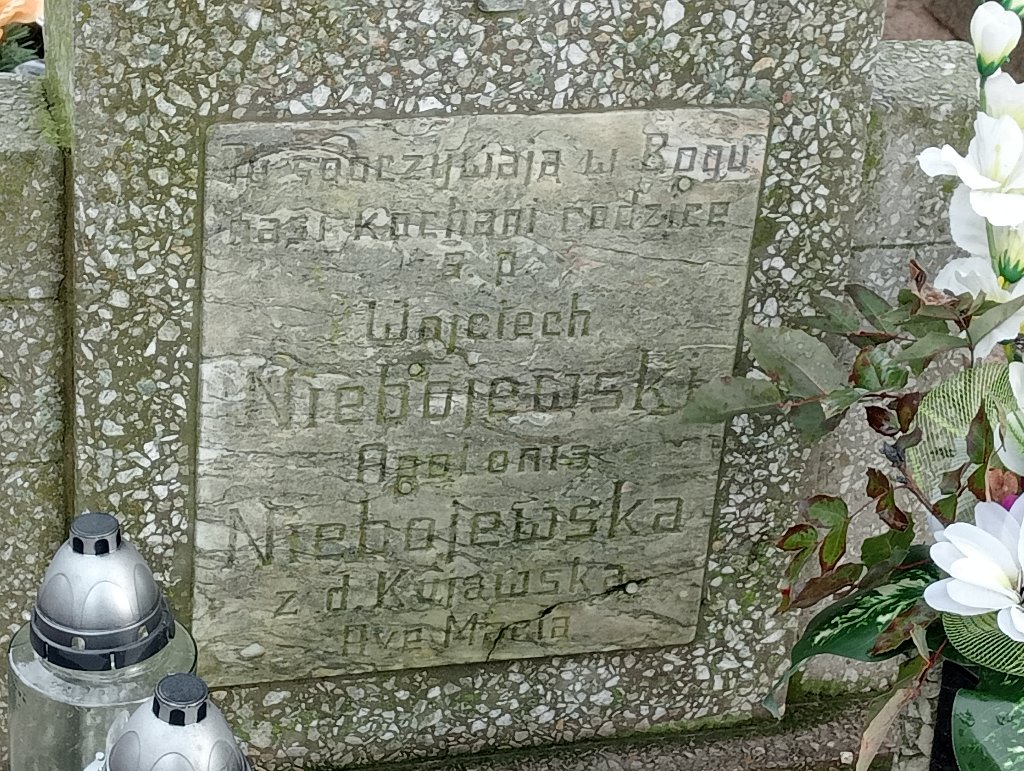 Tu spoczywają w Bogu
nasi kochani rodzice
ś p
Wojciech
Niebojewski
Apolonia
Niebojewska
z d. Kujawska
Ave Maria